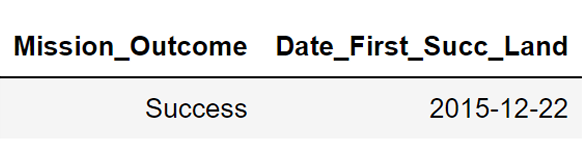 Mission_Outcome Date_First_Succ_Land
Success 2015-12-22